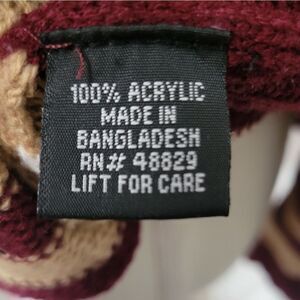 100% ACRYLIC
MADE IN
BANGLADESH
RN# 48829
LIFT FOR CARE